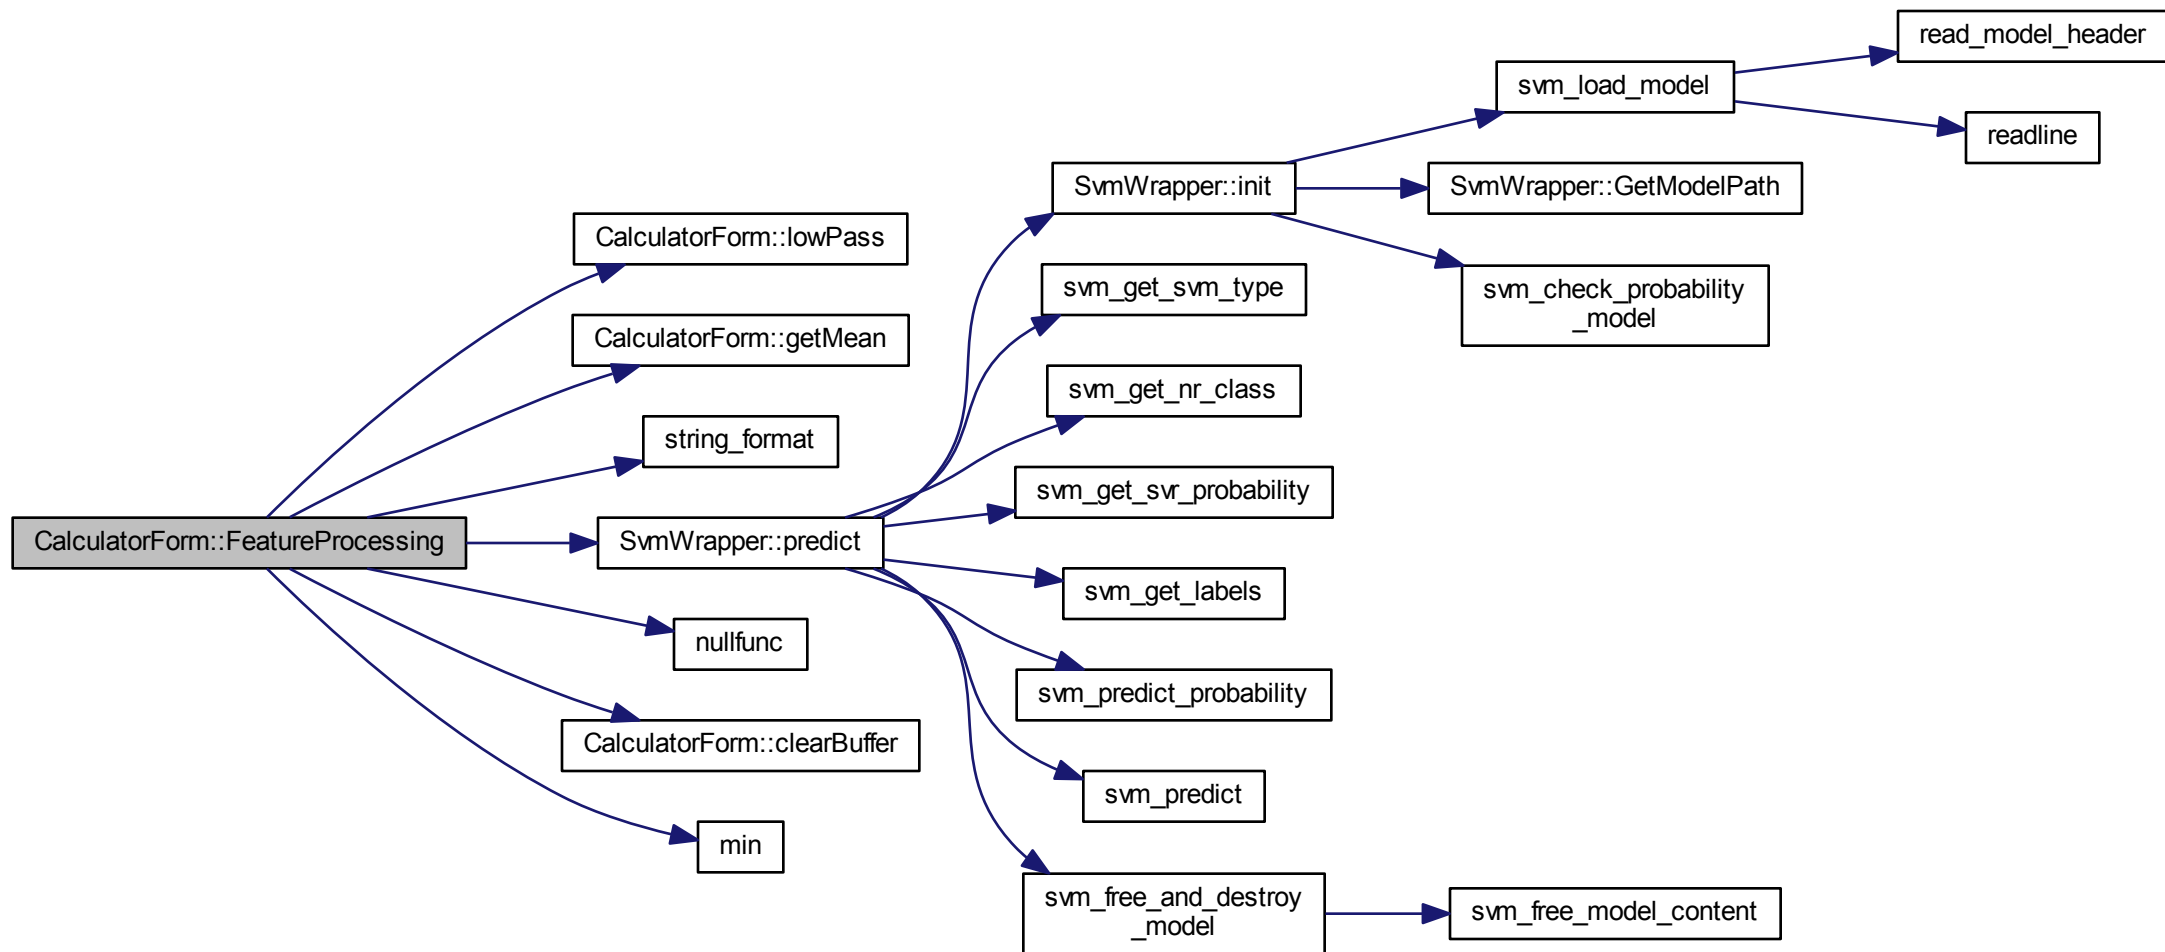 read_model_header
svm_load_model
readline
SvmWrapper::init
SvmWrapper::GetModelPath
CalculatorForm::lowPass
svm_get_svm_type
svm_check_probability
_model
CalculatorForm::getMean
svm_get_nr_class
string_format
svm_get_svr_probability
CalculatorForm::FeatureProcessing
SvmWrapper::predict
svm_get_labels
nullfunc
svm_predict_probability
CalculatorForm::clearBuffer
svm_predict
min
svm_free_and_destroy
_model
svm_free_model_content